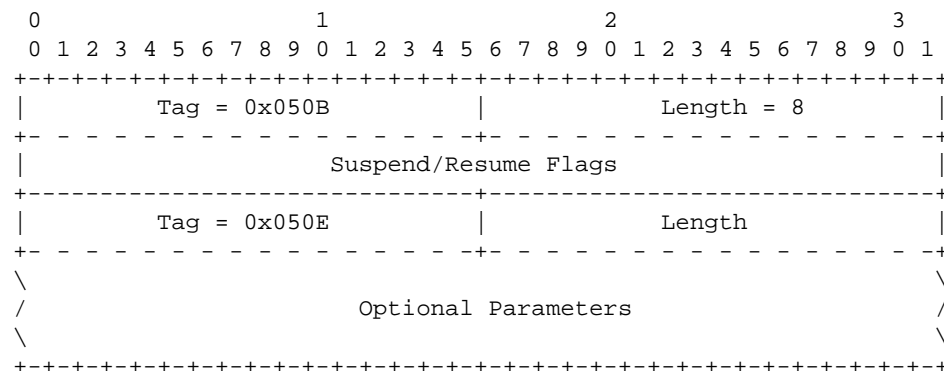 0                   1                   2                   3
 0 1 2 3 4 5 6 7 8 9 0 1 2 3 4 5 6 7 8 9 0 1 2 3 4 5 6 7 8 9 0 1
+-+-+-+-+-+-+-+-+-+-+-+-+-+-+-+-+-+-+-+-+-+-+-+-+-+-+-+-+-+-+-+-+
|         Tag = 0x050B          |            Length = 8         |
+- - - - - - - - - - - - - - - -+- - - - - - - - - - - - - - - -+
|                     Suspend/Resume Flags                      |
+-------------------------------+-------------------------------+
|         Tag = 0x050E          |            Length             |
+- - - - - - - - - - - - - - - -+- - - - - - - - - - - - - - - -+
\                                                               \
/                       Optional Parameters                     /
\                                                               \
+-+-+-+-+-+-+-+-+-+-+-+-+-+-+-+-+-+-+-+-+-+-+-+-+-+-+-+-+-+-+-+-+